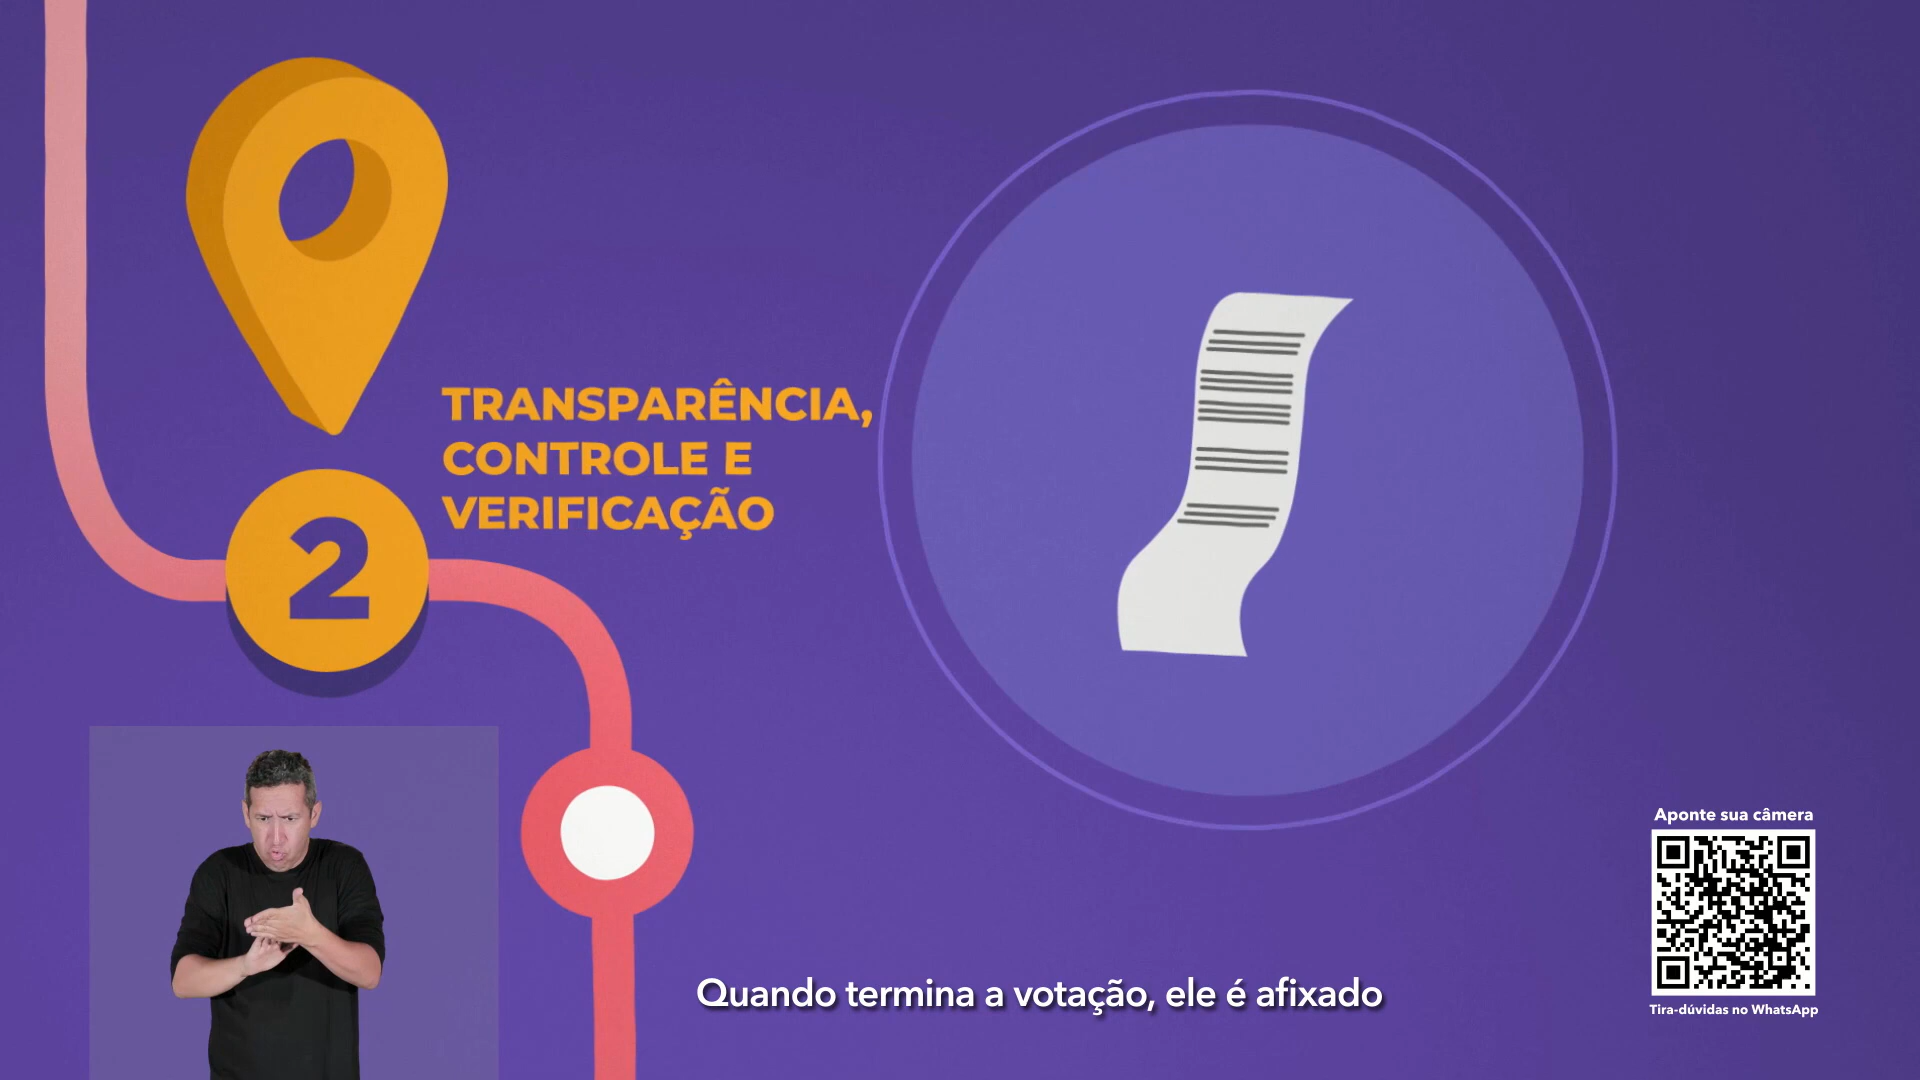 TRANSPARÊNCIA,
CONTROLE E
VERIFICAÇÃO
2
Quando termina a votação, ele é afixado
Aponte sua câmera
Tira-dúvidas no WhatsApp